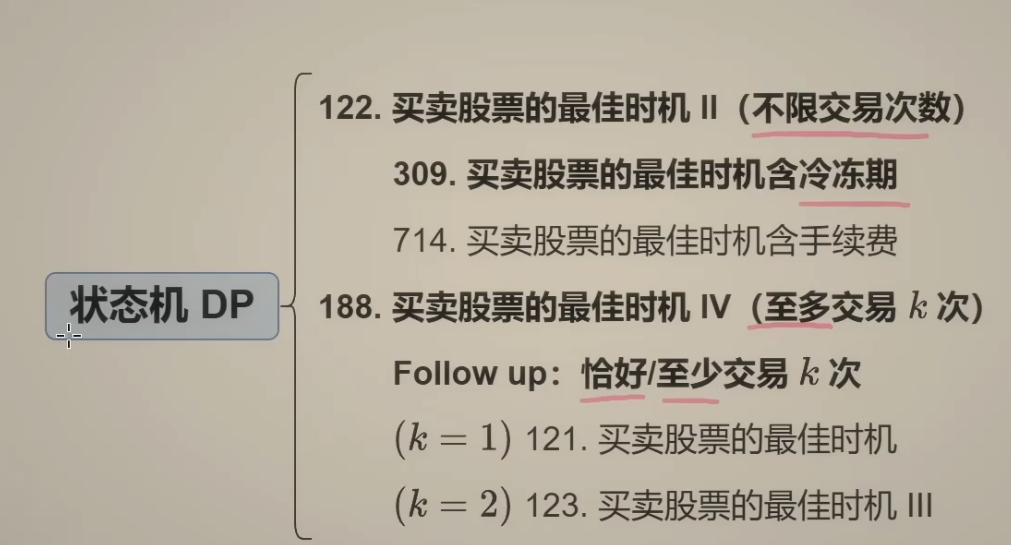 状态机 DP
122. 买卖股票的最佳时机 II（不限交易次数）
309. 买卖股票的最佳时机含冷冻期
714. 买卖股票的最佳时机含手续费
188. 买卖股票的最佳时机 IV（至多交易 k 次）
Follow up：恰好/至少交易 k 次
(k = 1) 121. 买卖股票的最佳时机
(k = 2) 123. 买卖股票的最佳时机 III